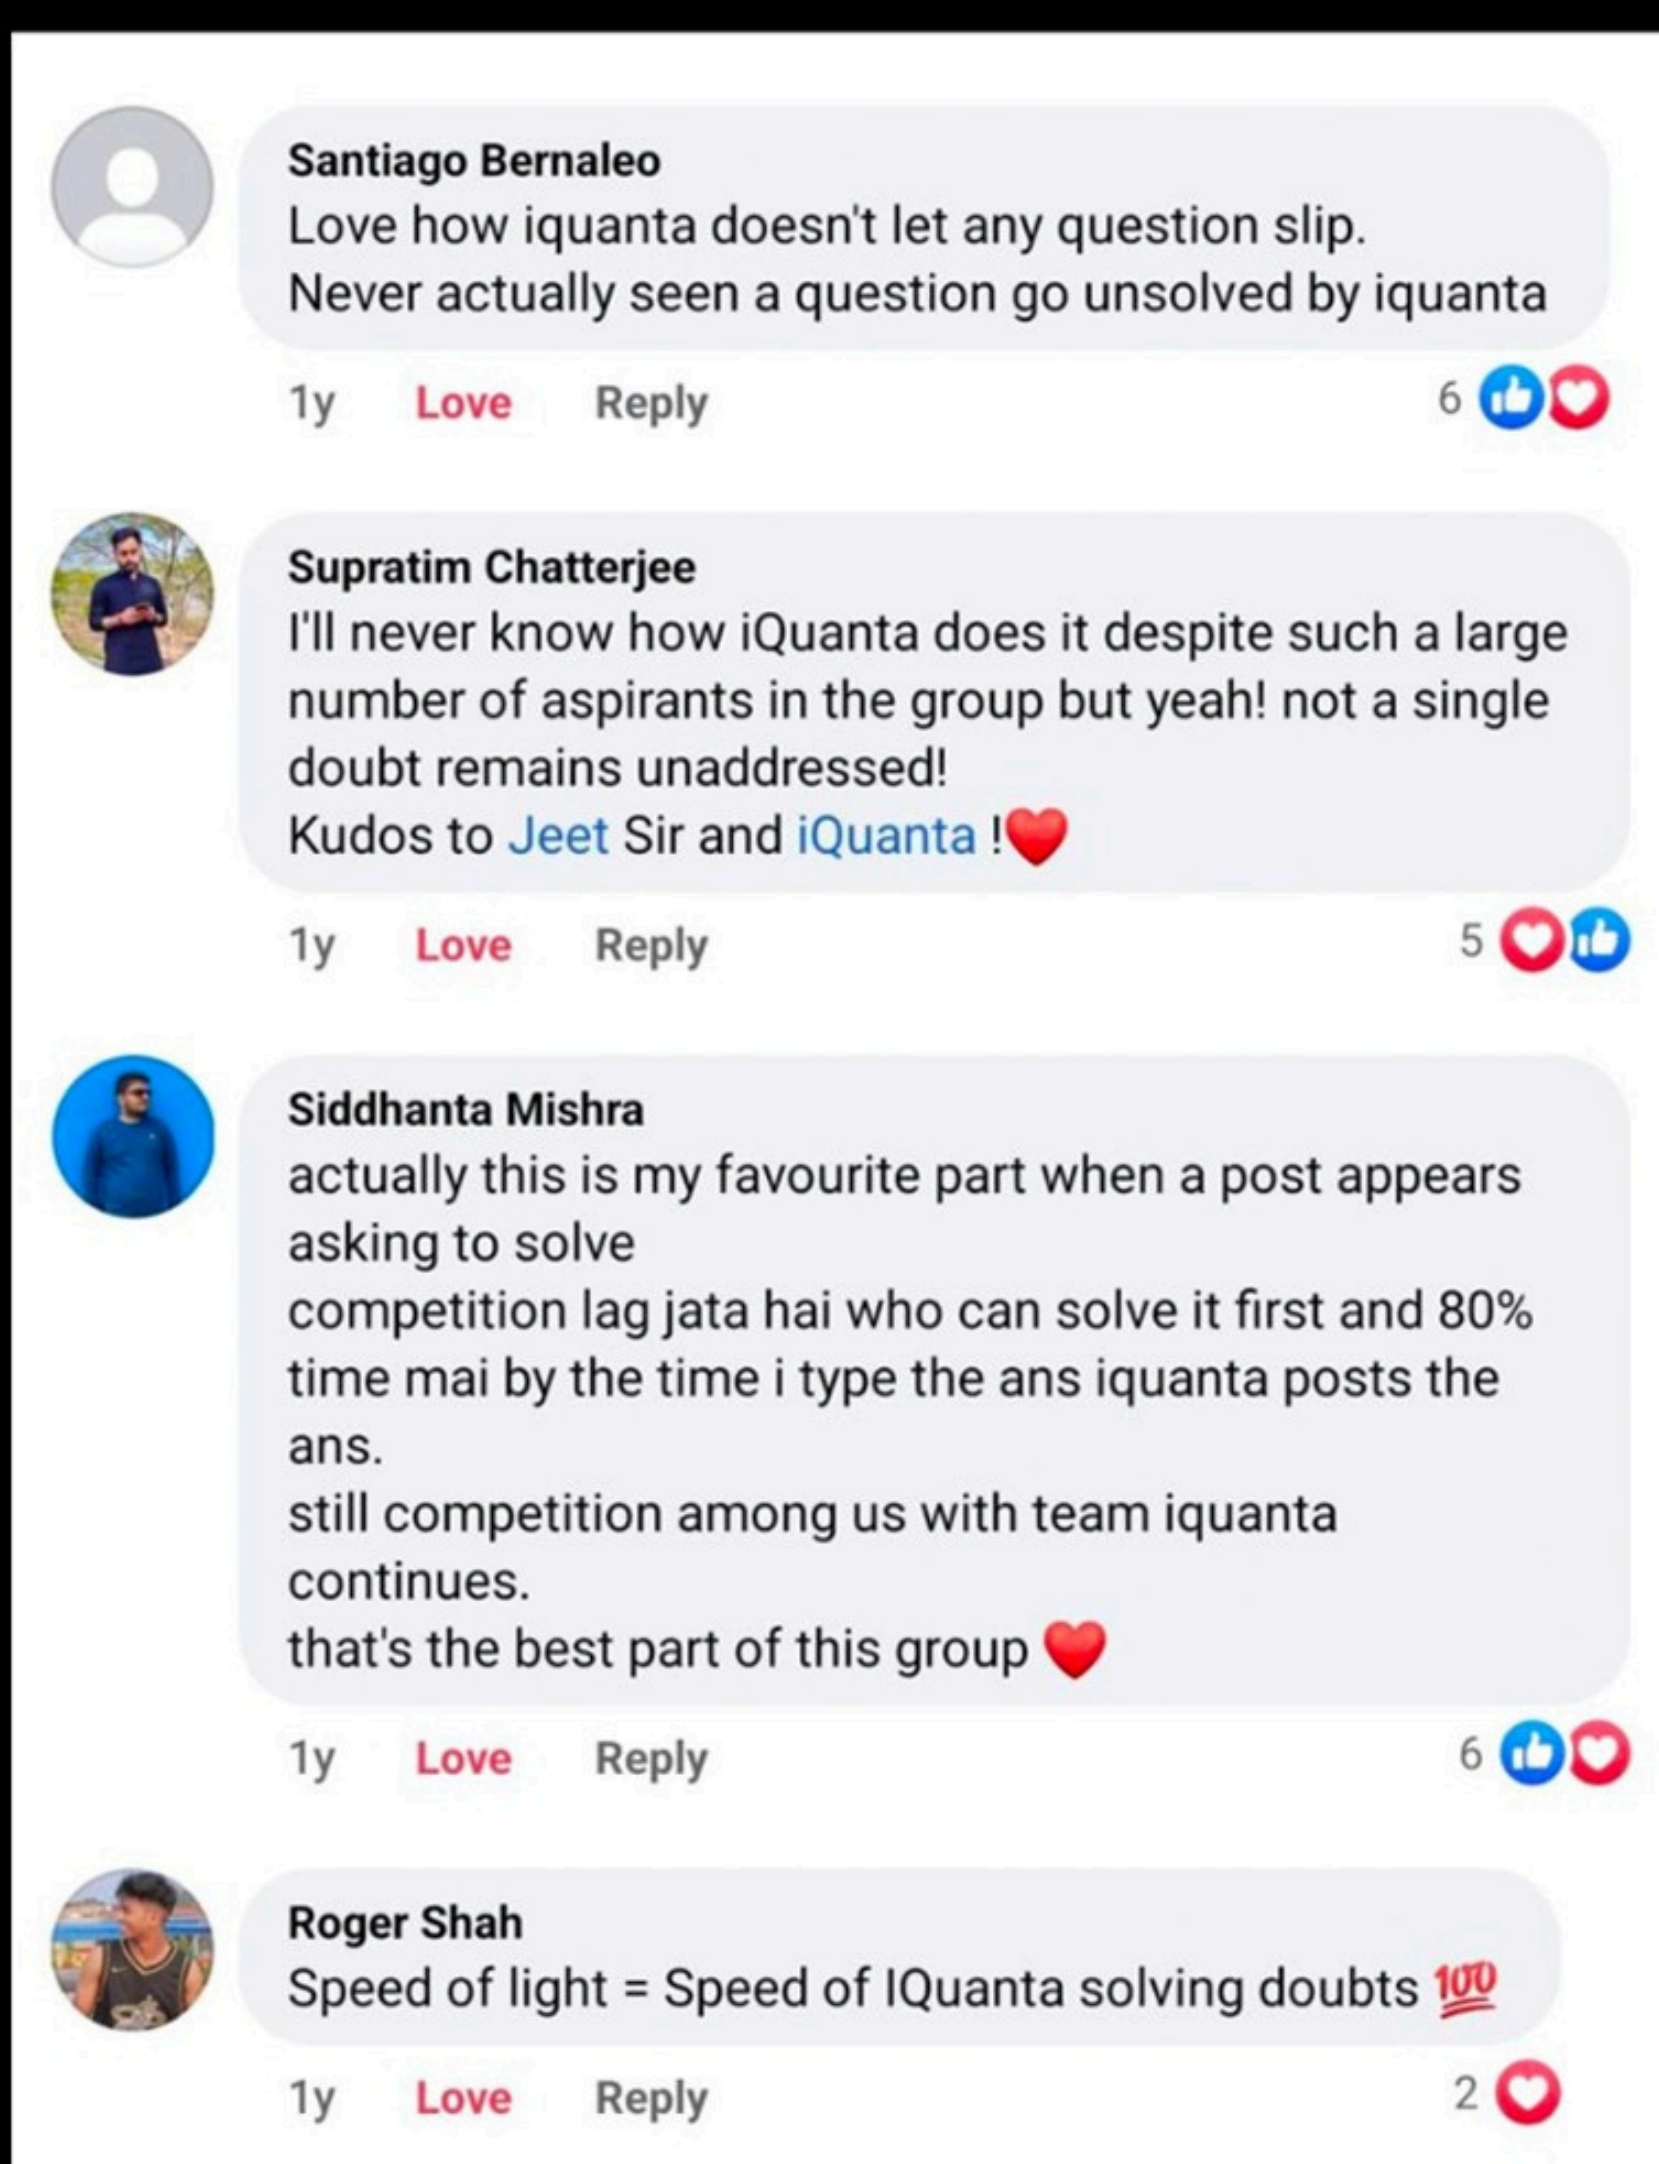 Santiago Bernaleo
Love how iquanta doesn't let any question slip.
Never actually seen a question go unsolved by iquanta
1y Love Reply 6
Supratim Chatterjee
I'll never know how iQuanta does it despite such a large
number of aspirants in the group but yeah! not a single
doubt remains unaddressed!
Kudos to Jeet Sir and iQuanta !❤️
1y Love Reply 5
Siddhanta Mishra
actually this is my favourite part when a post appears
asking to solve
competition lag jata hai who can solve it first and 80%
time mai by the time i type the ans iquanta posts the
ans.
still competition among us with team iquanta
continues.
that's the best part of this group ❤️
1y Love Reply 6
Roger Shah
Speed of light = Speed of IQuanta solving doubts 💯
1y Love Reply 2